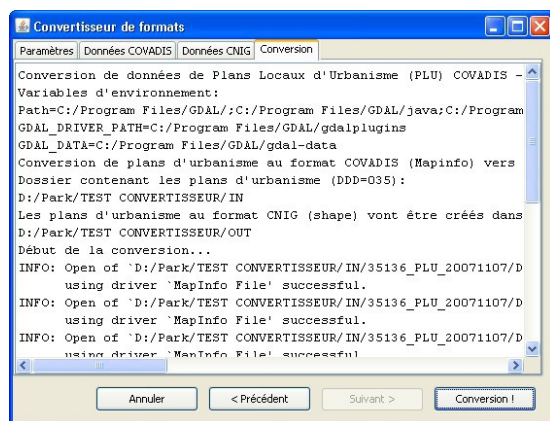 Convertisseur de formats
Paramètres Données COVADIS Données CNIG Conversion
Conversion de données de Plans Locaux d'Urbanisme (PLU) COVADIS -
Variables d'environnement:
Path=C:/Program Files/GDAL/;C:/Program Files/GDAL/java;C:/Program
GDAL_DRIVER_PATH=C:/Program Files/GDAL/gdalplugins
GDAL_DATA=C:/Program Files/GDAL/gdal-data
Conversion de plans d'urbanisme au format COVADIS (Mapinfo) vers
Dossier contenant les plans d'urbanisme (DDD=035):
D:/Park/TEST CONVERTISSEUR/IN
Les plans d'urbanisme au format CNIG (shape) vont être créés dans
D:/Park/TEST CONVERTISSEUR/OUT
Début de la conversion...
INFO: Open of `D:/Park/TEST CONVERTISSEUR/IN/35136_PLU_20071107/D
using driver `MapInfo File' successful.
INFO: Open of `D:/Park/TEST CONVERTISSEUR/IN/35136_PLU_20071107/D
using driver `MapInfo File' successful.
INFO: Open of `D:/Park/TEST CONVERTISSEUR/IN/35136_PLU_20071107/D
using driver `MapInfo File' successful
Annuler < Précédent Suivant > Conversion !